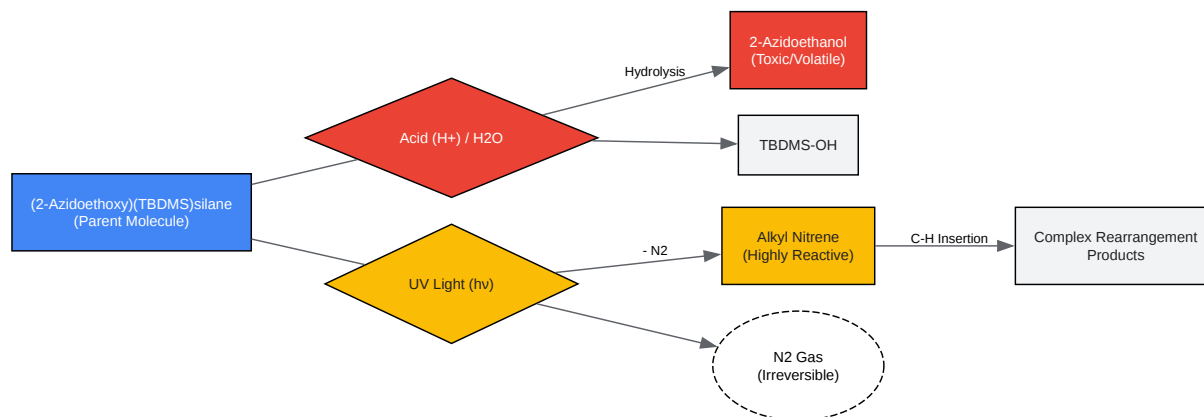 (2-Azidoethoxy)(TBDMS)silane
(Parent Molecule)
Acid (H+) / H2O
UV Light (hν)
Hydrolysis
2-Azidoethanol
(Toxic/Volatile)
TBDMS-OH
- N2
Alkyl Nitrene
(Highly Reactive)
N2 Gas
(Irreversible)
C-H Insertion
Complex Rearrangement
Products